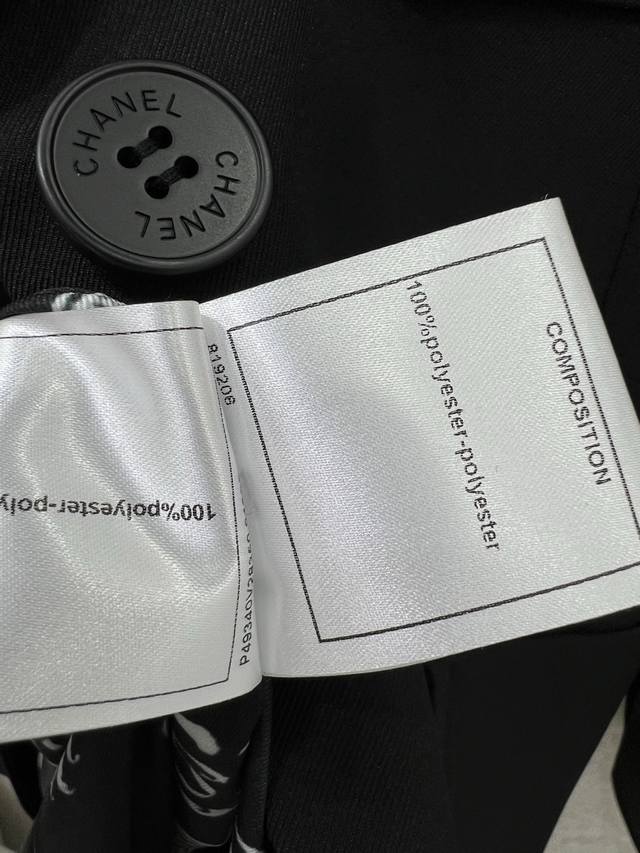 CHANEL
CHANEL
COMPOSITION
100%polyester-polyester
819206
100%polyester-poly